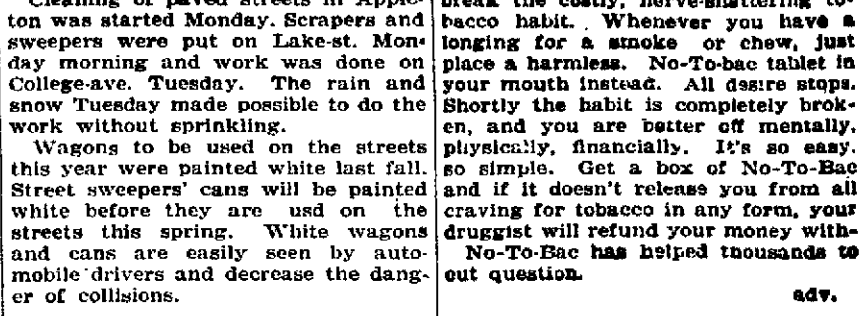 Cleaning of paved streets in Apple-
ton was started Monday. Scrapers and
sweepers were put on Lake-st. Mon-
day morning and work was done on
College-ave. Tuesday. The rain and
snow Tuesday made possible to do the
work without sprinkling.
Wagons to be used on the streets
this year were painted white last fall.
Street sweepers' cans will be painted
white before they are usd on the
streets this spring. White wagons
and cans are easily seen by auto-
mobile drivers and decrease the dang-
er of collisions.
break the costly, nerve-shattering to-
bacco habit. Whenever you have a
longing for a smoke or chew, just
place a harmless. No-To-bac tablet in
your mouth instead. All desire stops.
Shortly the habit is completely brok-
en, and you are better off mentally,
physically, financially. It's so easy.
so simple. Get a box of No-To-Bac
and if it doesn't release you from all
craving for tobacco in any form, your
druggist will refund your money with-
No-To-Bac has helped thousands to
out question.
adv.